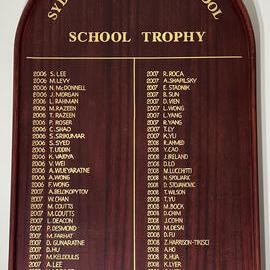 SYD OOL
SCHOOL TROPHY
2006 S. LEE
2006 M. LEVY
2006 N. McDONNELL
2006 J. MORGAN
2006 L. RAHMAN
2006 M. RAZEEN
2006 T. RAZEEN
2006 P. ROSER
2006 C. SHAO
2006 S. SRIKUMAR
2006 S. SYED
2006 T. UDDIN
2006 K. VAIDYA
2006 V. WEI
2006 A. WIJEYARATNE
2006 A. WONG
2006 F. WONG
2007 A. BELOKOPYTOV
2007 W. CHAN
2007 M. COUTTS
2007 M. COUTTS
2007 L. DEACON
2007 P. DESMOND
2007 M. FARHAT
2007 D. GUNARATNE
2007 D. HU
2007 M. KELDOULIS
2007 A. LEE
2007 R. ROCA
2007 A. SHAPILSKY
2007 E. STADNIK
2007 B. SUN
2007 D. VIEN
2007 L. WONG
2007 L. YANG
2007 R. YANG
2007 T. LY
2007 K. YU
2008 R. AHMED
2008 Y. CAO
2008 J. IRELAND
2008 D. LO
2008 M. LUCCHITTI
2008 N.
2008 D. STOJANOVIC
2008 T. WILSON
2008 T. YU
2008 M. BOCK
2008 D. CHIM
2008 J. COHN
2008 M. DESAI
2008 D. FU
2008 Z. HARRISON-TIKISCI
2008 A. HO
2008 R. HUA
2008 K. LYER